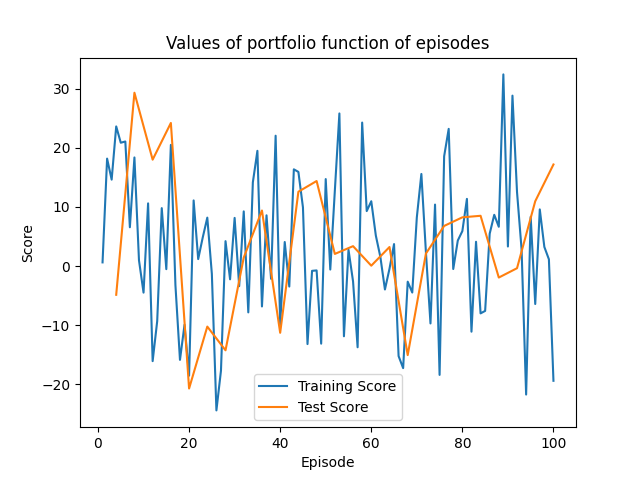 Values of portfolio function of episodes
Score
30
20
10
0
−10
−20
Training Score
Test Score
0
20
40
60
80
100
Episode